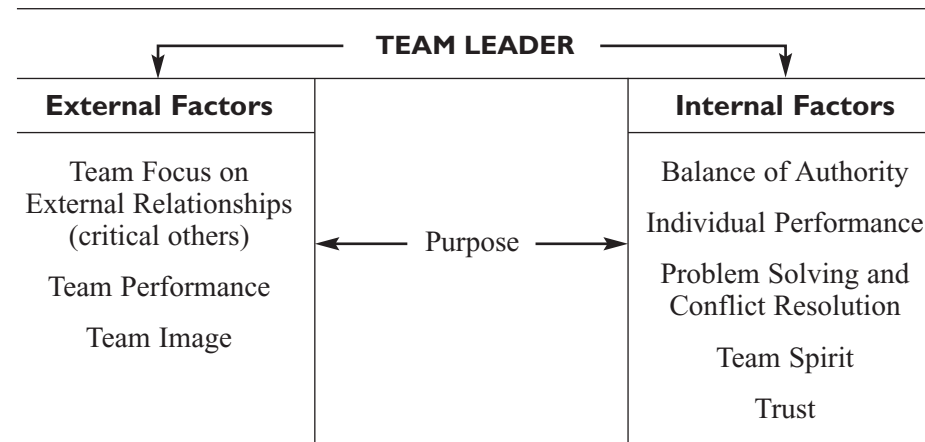 TEAM LEADER
External Factors
Team Focus on
External Relationships
(critical others)
Team Performance
Team Image
Purpose
Internal Factors
Balance of Authority
Individual Performance
Problem Solving and
Conflict Resolution
Team Spirit
Trust